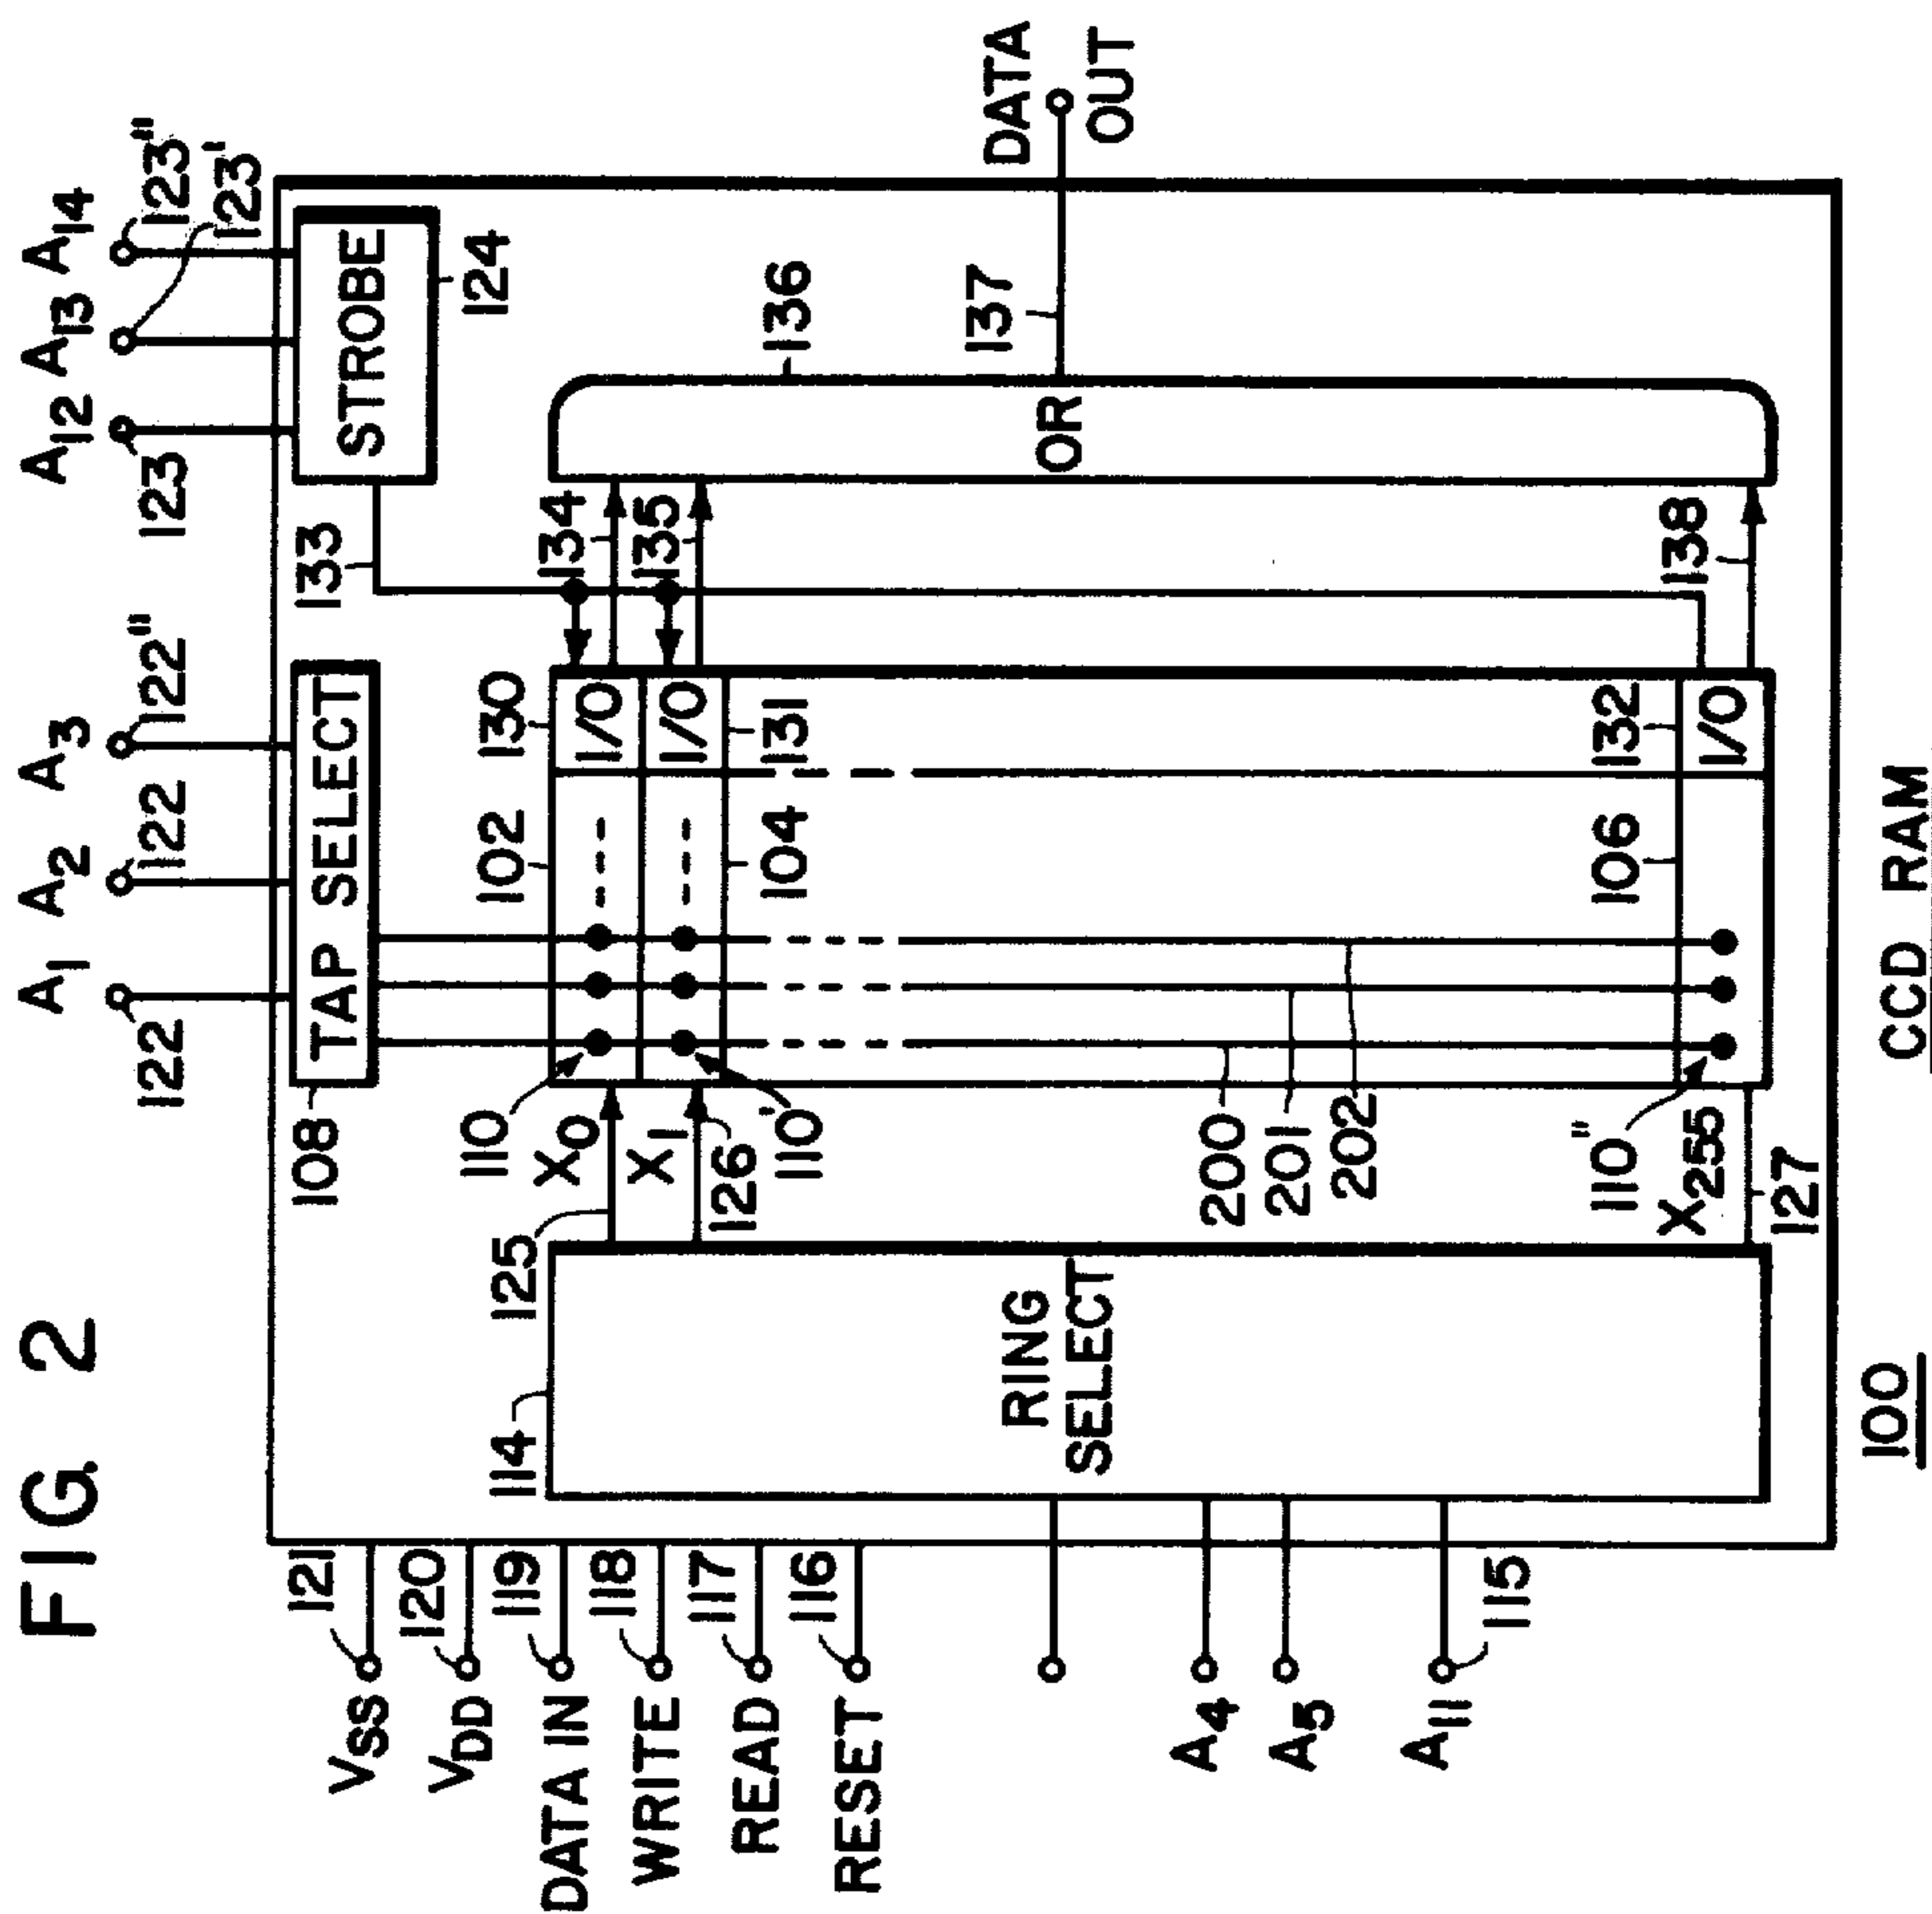 FIG. 2
A1 A2 A3 A12 A13 A14
122 122' 122" 123 123' 123"
108
TAP SELECT
133
STROBE
124
VSS 121
VDD 120
DATA IN 119
WRITE 118
READ 117
RESET 116
A4
A5
A11 115
114
RING
SELECT
125
110
X0
X1
126
110'
102
130
I/O
I/O
104
131
134
135
136
OR
137
DATA
OUT
200
201
202
110"
X255
127
106
132
I/O
138
100
CCD RAM